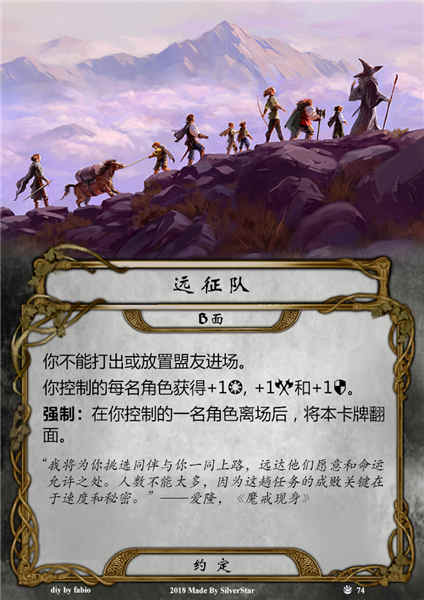 远征队
B面
你不能打出或放置盟友进场。
你控制的每名角色获得+1, +1和+1。
强制：在你控制的一名角色离场后，将本卡牌翻
面。
“我将为你挑选同伴与你一同上路，远达他们愿意和命运
允许之处。人数不能太多，因为这趟任务的成败关键在
于速度和秘密。”——爱隆，《魔戒现身》
约定
diy by fabio 2018 Made By SilverStar 74